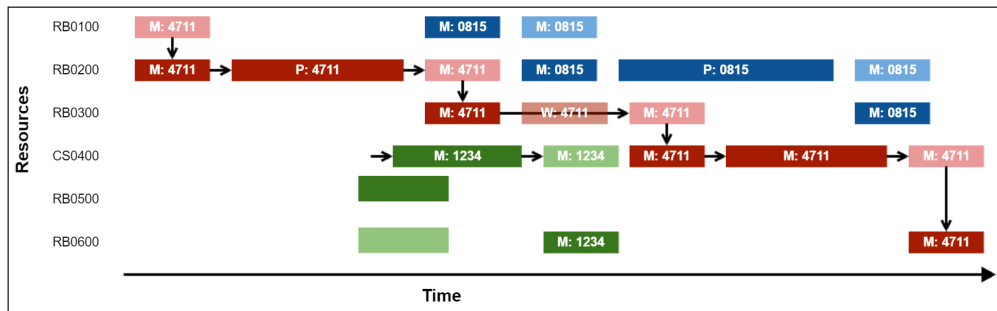 Resources
RB0100 M: 4711 M: 0815 M: 0815
RB0200 M: 4711 P: 4711 M: 4711 M: 0815 P: 0815 M: 0815
RB0300 M: 4711 W: 4711 M: 4711 M: 0815
CS0400 M: 1234 M: 1234 M: 4711 M: 4711 M: 4711
RB0500
RB0600 M: 1234 M: 4711
Time